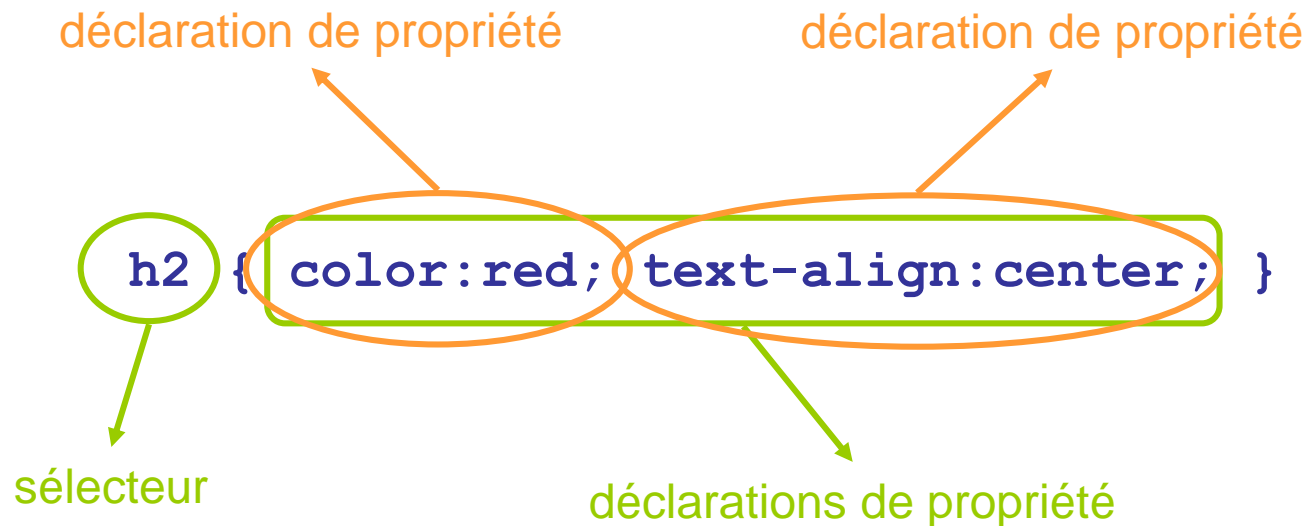 déclaration de propriété déclaration de propriété
h2 { color:red; text-align:center; }
sélecteur
déclarations de propriété